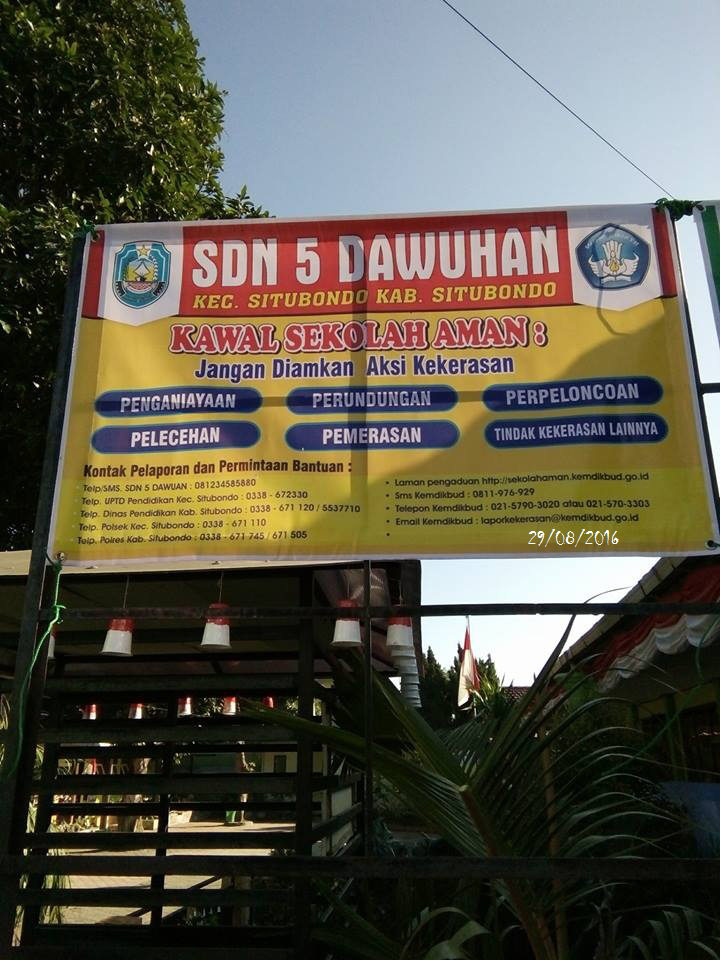 SDN 5 DAWUHAN
KEC. SITUBONDO KAB. SITUBONDO
KAWAL SEKOLAH AMAN :
Jangan Diamkan Aksi Kekerasan
PENGANIAYAAN
PERUNDUNGAN
PERPELONCOAN
PELECEHAN
PEMERASAN
TINDAK KEKERASAN LAINNYA
Kontak Pelaporan dan Permintaan Bantuan :
Telp/SMS. SDN 5 DAWUAN : 081234585880
Telp. UPTD Pendidikan Kec. Situbondo : 0338 - 672330
Telp. Dinas Pendidikan Kab. Situbondo : 0338 - 671 120 / 5537710
Telp. Polsek Kec. Situbondo : 0338 - 671 110
Telp. Polres Kab. Situbondo : 0338 - 671 745 / 671 505
• Laman pengaduan http://sekolahaman.kemdikbud.go.id
• Sms Kemdikbud : 0811-976-929
• Telepon Kemdikbud : 021-5790-3020 atau 021-570-3303
• Email Kemdikbud : laporkekerasan@kemdikbud.go.id
29/08/2016